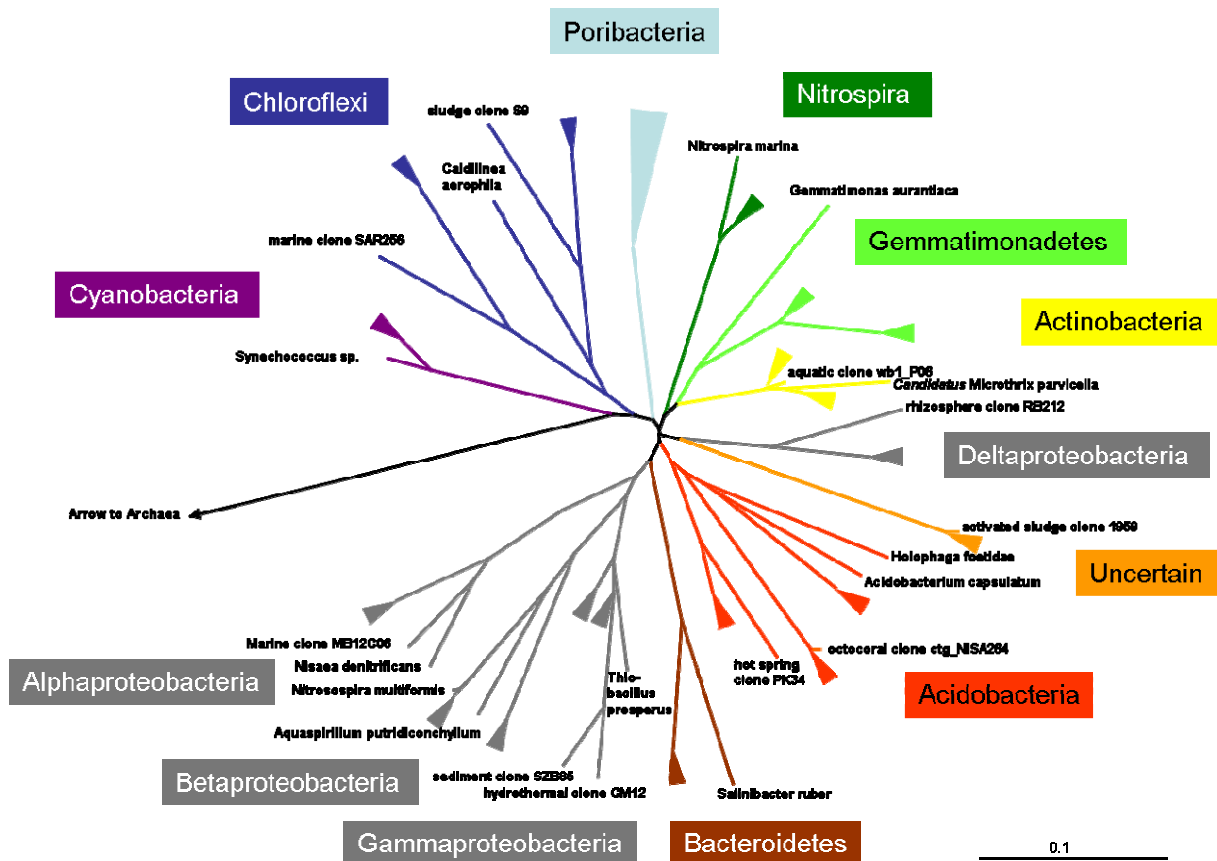 Poribacteria
Chloroflexi
Nitrospira
sludge clone S9
Nitrospira marina
Caldilinea
aerophila
Gemmatimonas aurantiaca
marine clone SAR256
Gemmatimonadetes
Cyanobacteria
Actinobacteria
Synechococcus sp.
aquatic clone wb1_P06
Candidatus Microthrix parvicella
rhizosphere clone RB212
Deltaproteobacteria
Arrow to Archaea
activated sludge clone 1959
Holophaga foetidae
Uncertain
Acidobacterium capsulatum
Marine clone MEI12C06
octocoral clone ctg_NISA264
Nisaea denitrificans
hot spring
clone PK34
Alphaproteobacteria
Nitrosospira multiformis
Thio-
bacillus
prosperus
Acidobacteria
Aquaspirillum putridiconchylium
Betaproteobacteria
sediment clone SZB85
hydrothermal clone CM12
Salinibacter ruber
Gammaproteobacteria
Bacteroidetes
0.1